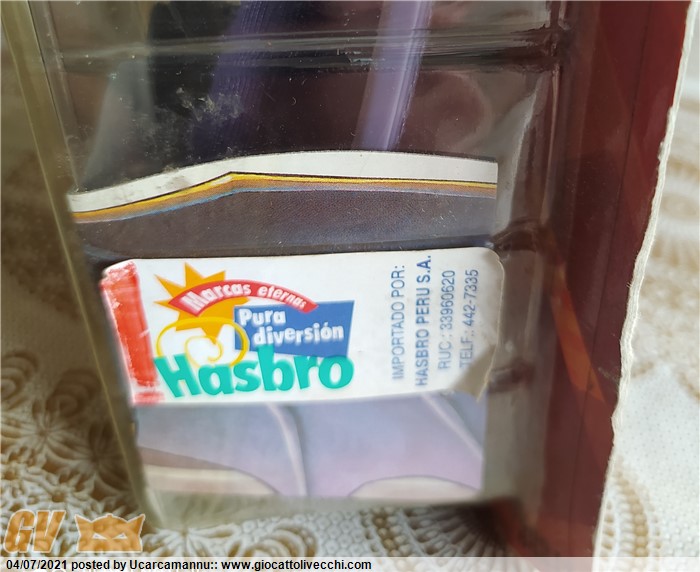 Marcas eternas
Pura
diversión
Hasbro
IMPORTADO POR:
HASBRO PERU S.A.
RUC: 33960620
TELF: 442-7335
GV
04/07/2021 posted by Ucarcamannu:: www.giocattolivecchi.com